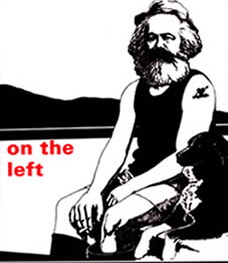 on the
left